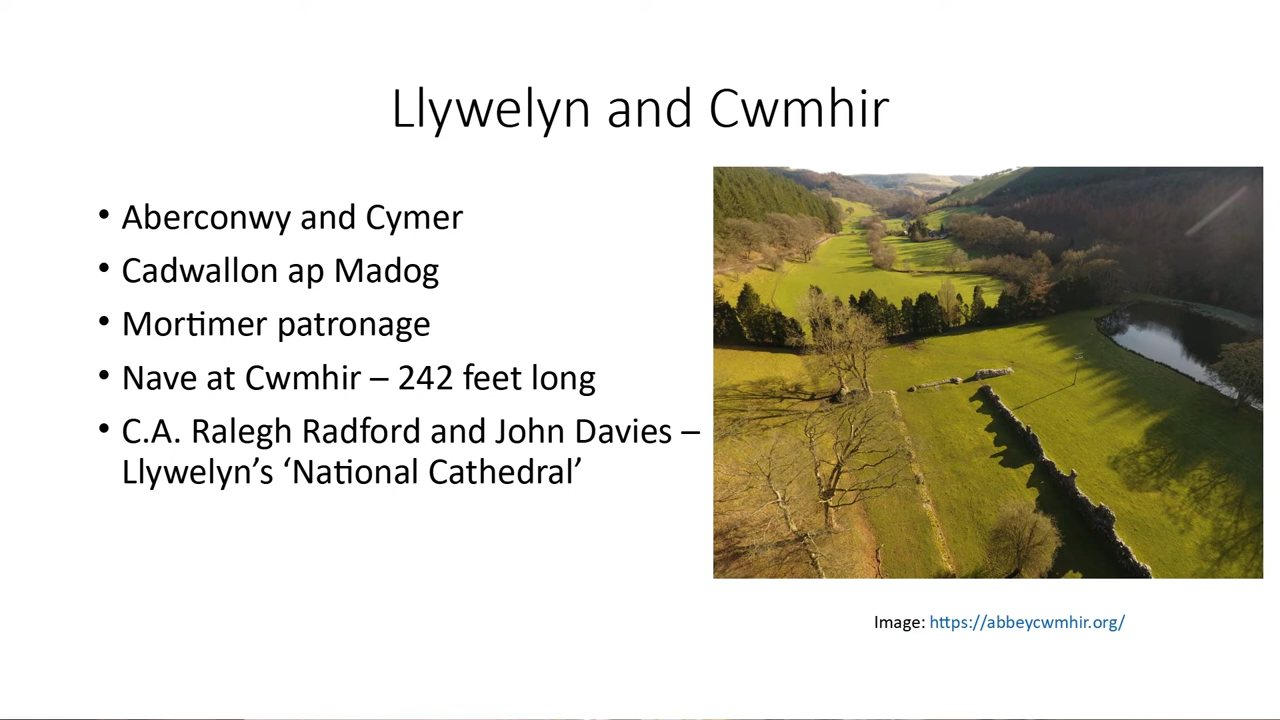 Llywelyn and Cwmhir
• Aberconwy and Cymer
• Cadwallon ap Madog
• Mortimer patronage
• Nave at Cwmhir – 242 feet long
• C.A. Ralegh Radford and John Davies –
Llywelyn’s ‘National Cathedral’
Image: https://abbeycwmhir.org/